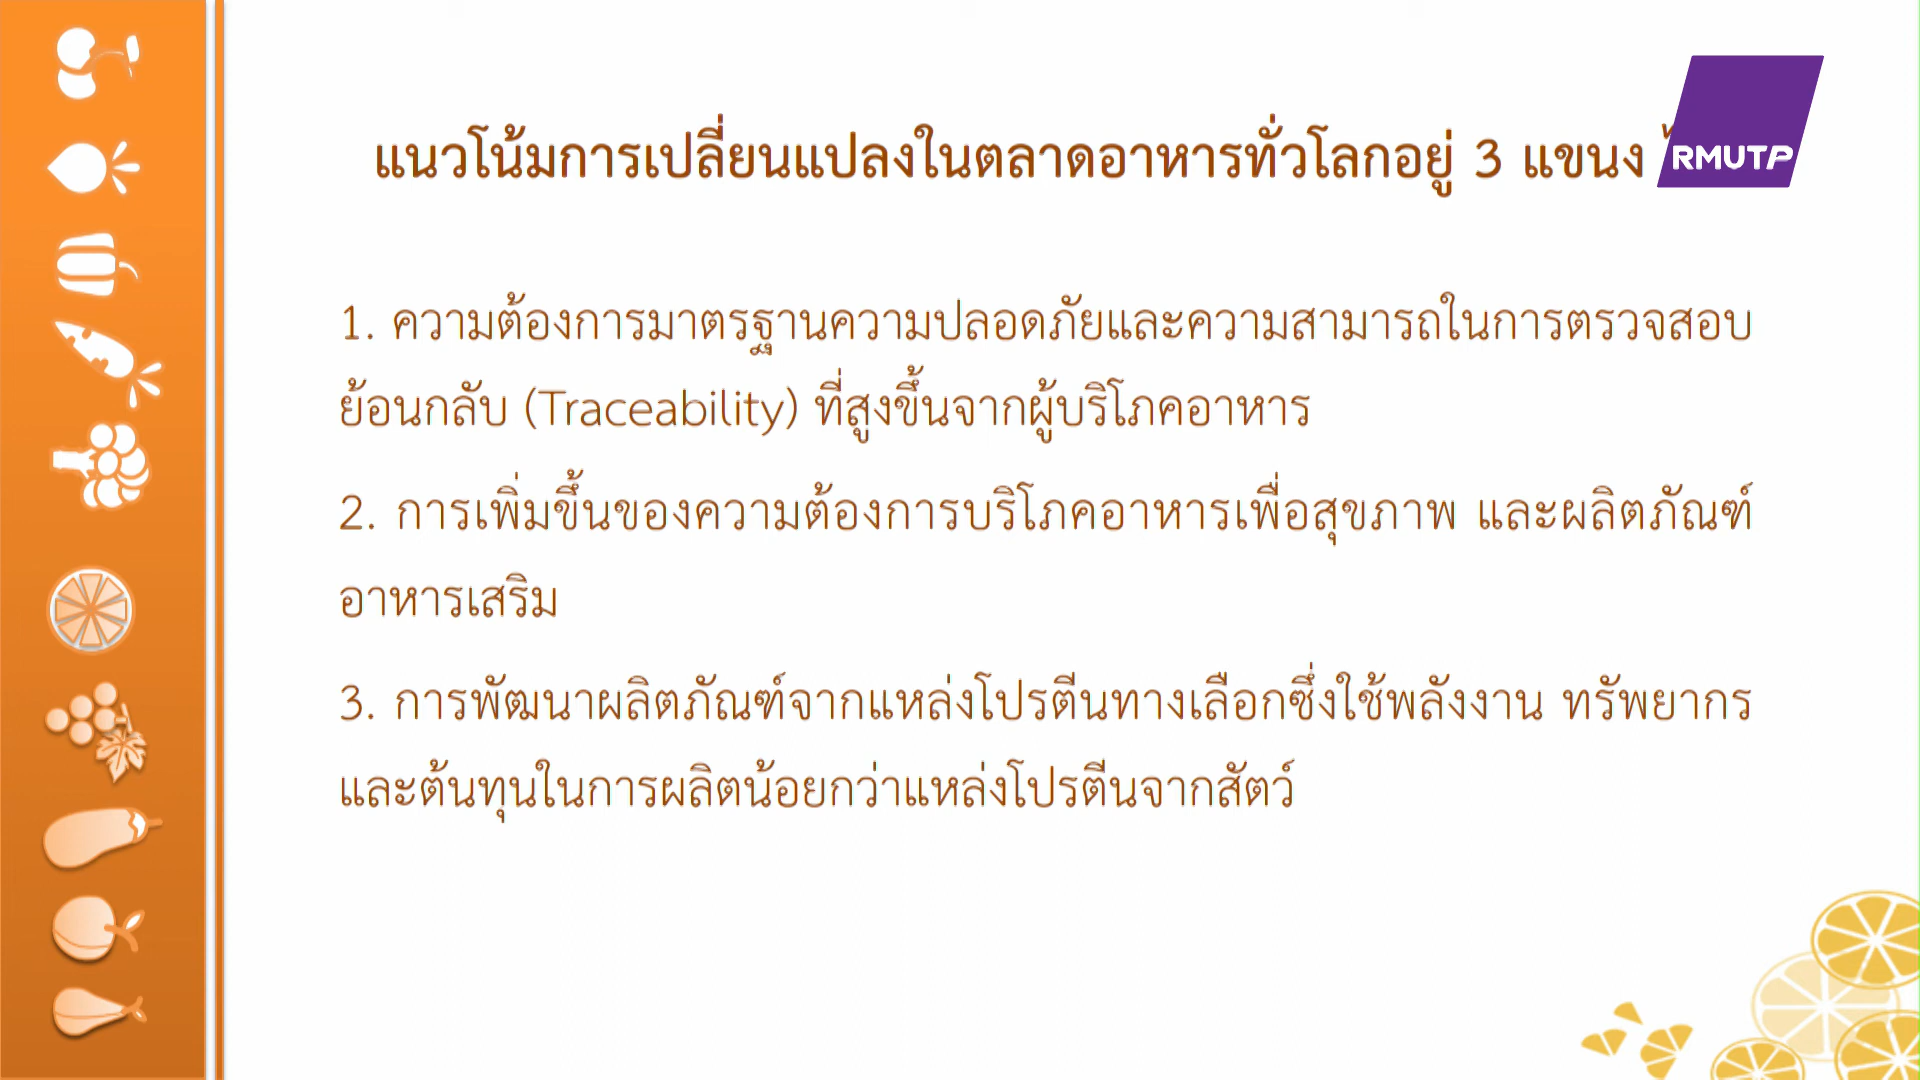 แนวโน้มการเปลี่ยนแปลงในตลาดอาหารทั่วโลกอยู่ 3 แขนง
RMUTP
1. ความต้องการมาตรฐานความปลอดภัยและความสามารถในการตรวจสอบ
ย้อนกลับ (Traceability) ที่สูงขึ้นจากผู้บริโภคอาหาร
2. การเพิ่มขึ้นของความต้องการบริโภคอาหารเพื่อสุขภาพ และผลิตภัณฑ์
อาหารเสริม
3. การพัฒนาผลิตภัณฑ์จากแหล่งโปรตีนทางเลือกซึ่งใช้พลังงาน ทรัพยากร
และต้นทุนในการผลิตน้อยกว่าแหล่งโปรตีนจากสัตว์